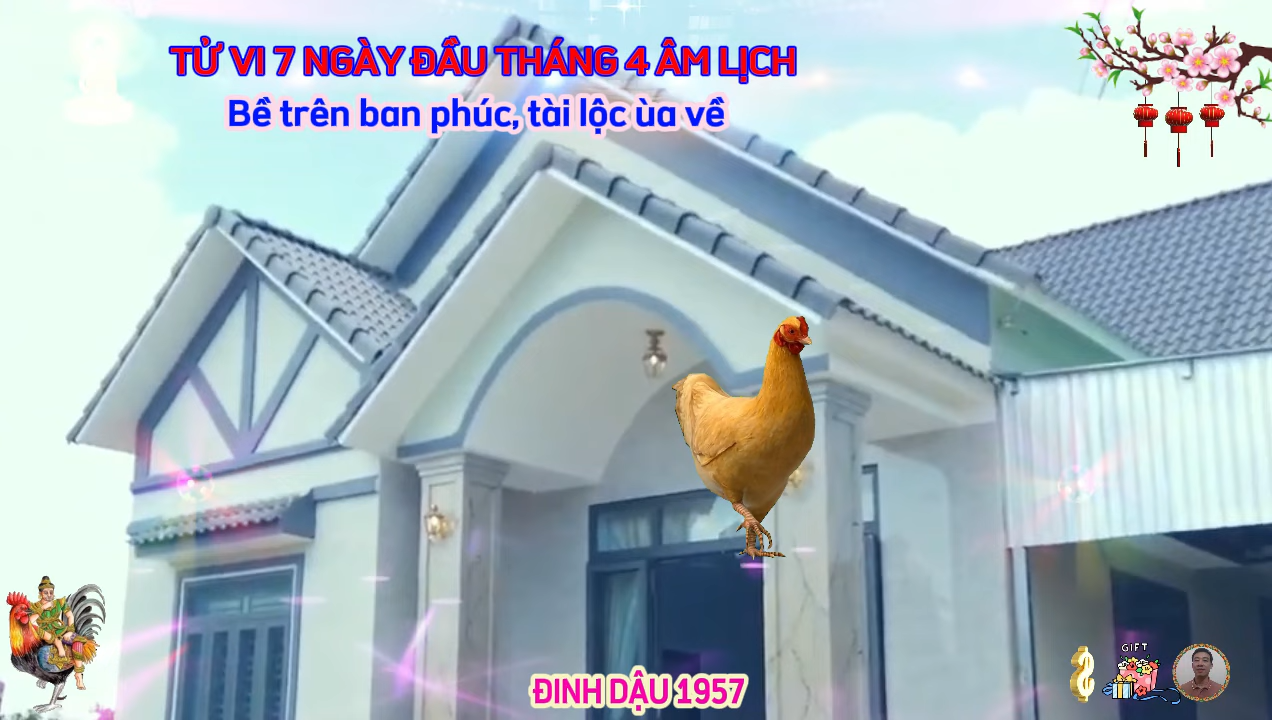 TỬ VI 7 NGÀY ĐẦU THÁNG 4 ÂM LỊCH
Bề trên ban phúc, tài lộc ùa về
GIFT
ĐINH DẬU 1957